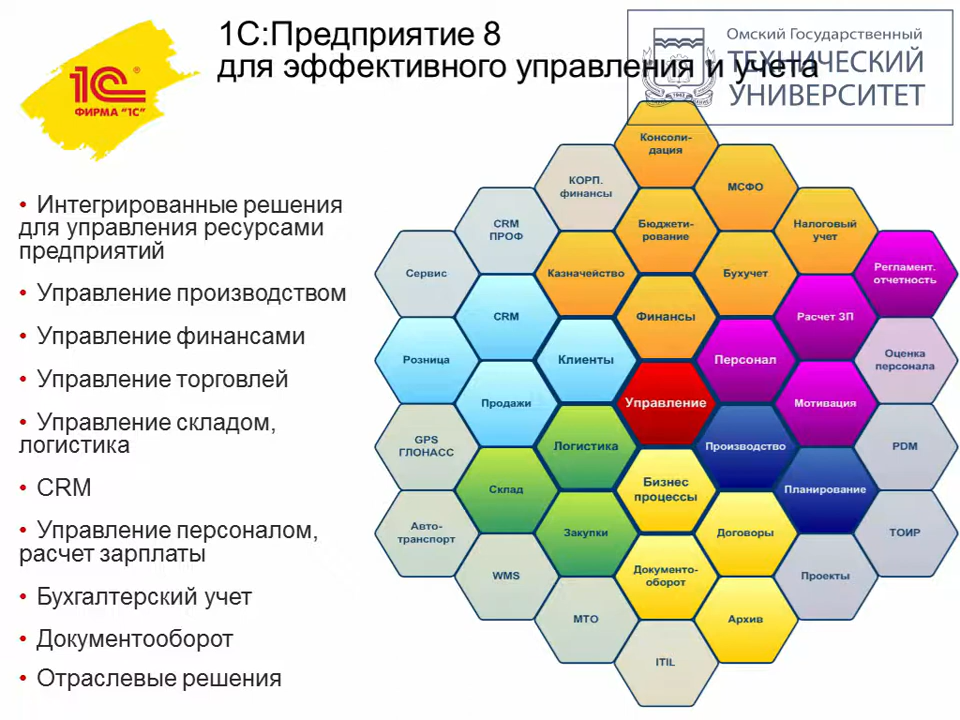 1С:Предприятие 8
для эффективного управления и учета
1С®
ФИРМА "1С"
Омский Государственный
ТЕХНИЧЕСКИЙ
УНИВЕРСИТЕТ
1942
• Интегрированные решения
для управления ресурсами
предприятий
• Управление производством
• Управление финансами
• Управление торговлей
• Управление складом,
логистика
• CRM
• Управление персоналом,
расчет зарплаты
• Бухгалтерский учет
• Документооборот
• Отраслевые решения
Консоли-
дация
КОРП.
финансы
МСФО
CRM
ПРОФ
Бюджети-
рование
Налоговый
учет
Сервис
Казначейство
Бухучет
Регламент.
отчетность
CRM
Финансы
Расчет ЗП
Розница
Клиенты
Персонал
Оценка
персонала
Продажи
Управление
Мотивация
GPS
ГЛОНАСС
Логистика
Производство
PDM
Склад
Бизнес
процессы
Планирование
Авто-
транспорт
Закупки
Договоры
ТОИР
WMS
Документо-
оборот
Проекты
МТО
Архив
ITIL